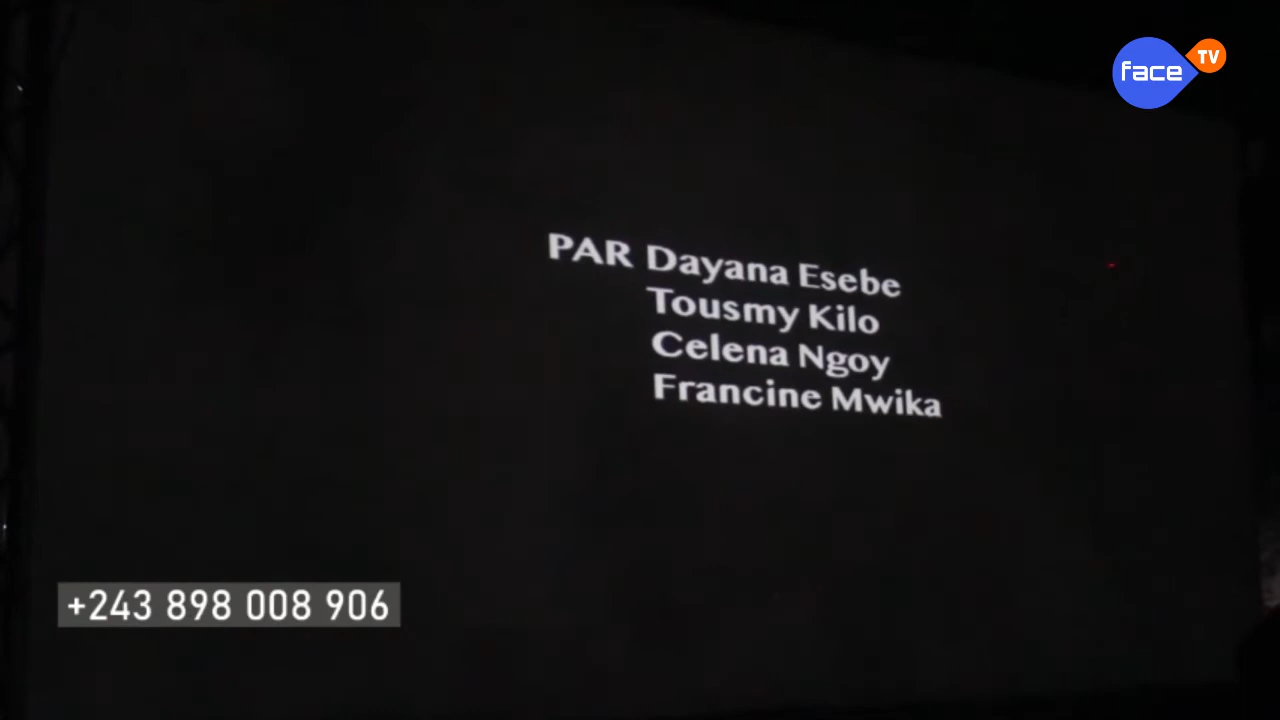 face TV
PAR Dayana Esebe
Tousmy Kilo
Celena Ngoy
Francine Mwika
+243 898 008 906